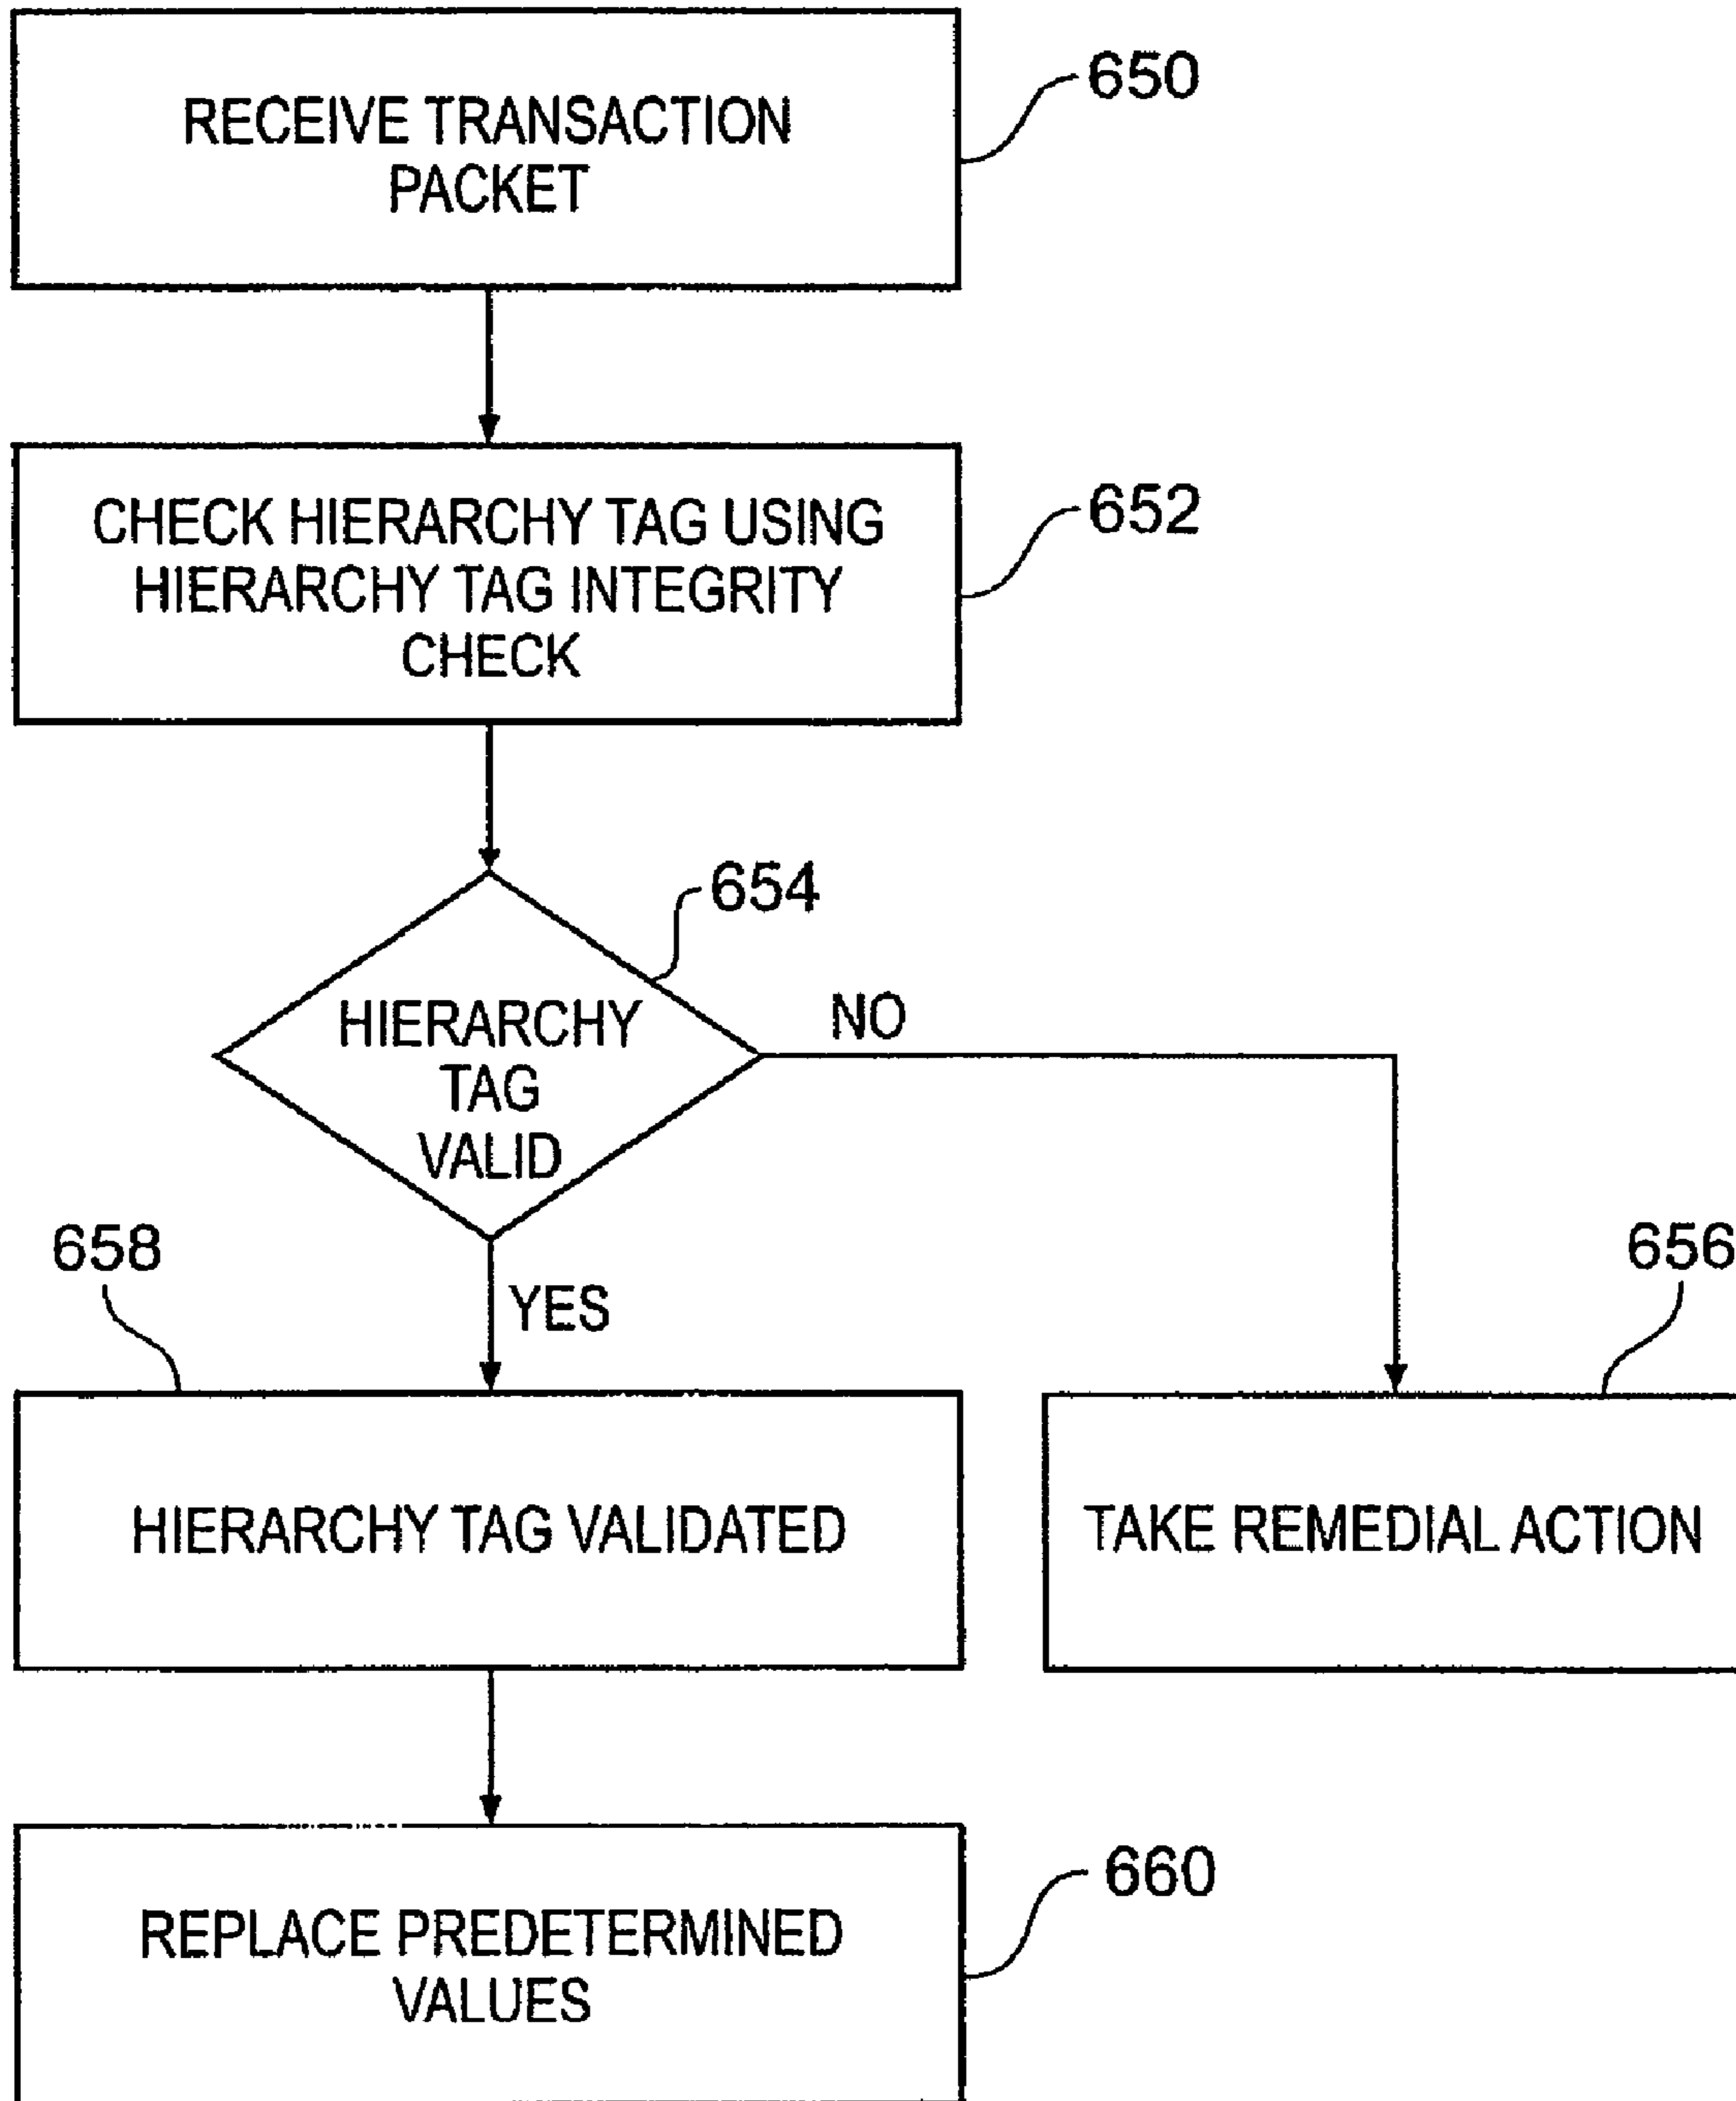 RECEIVE TRANSACTION
PACKET
650
CHECK HIERARCHY TAG USING
HIERARCHY TAG INTEGRITY
CHECK
652
654
HIERARCHY
TAG
VALID
NO
YES
658
656
HIERARCHY TAG VALIDATED
TAKE REMEDIAL ACTION
REPLACE PREDETERMINED
VALUES
660